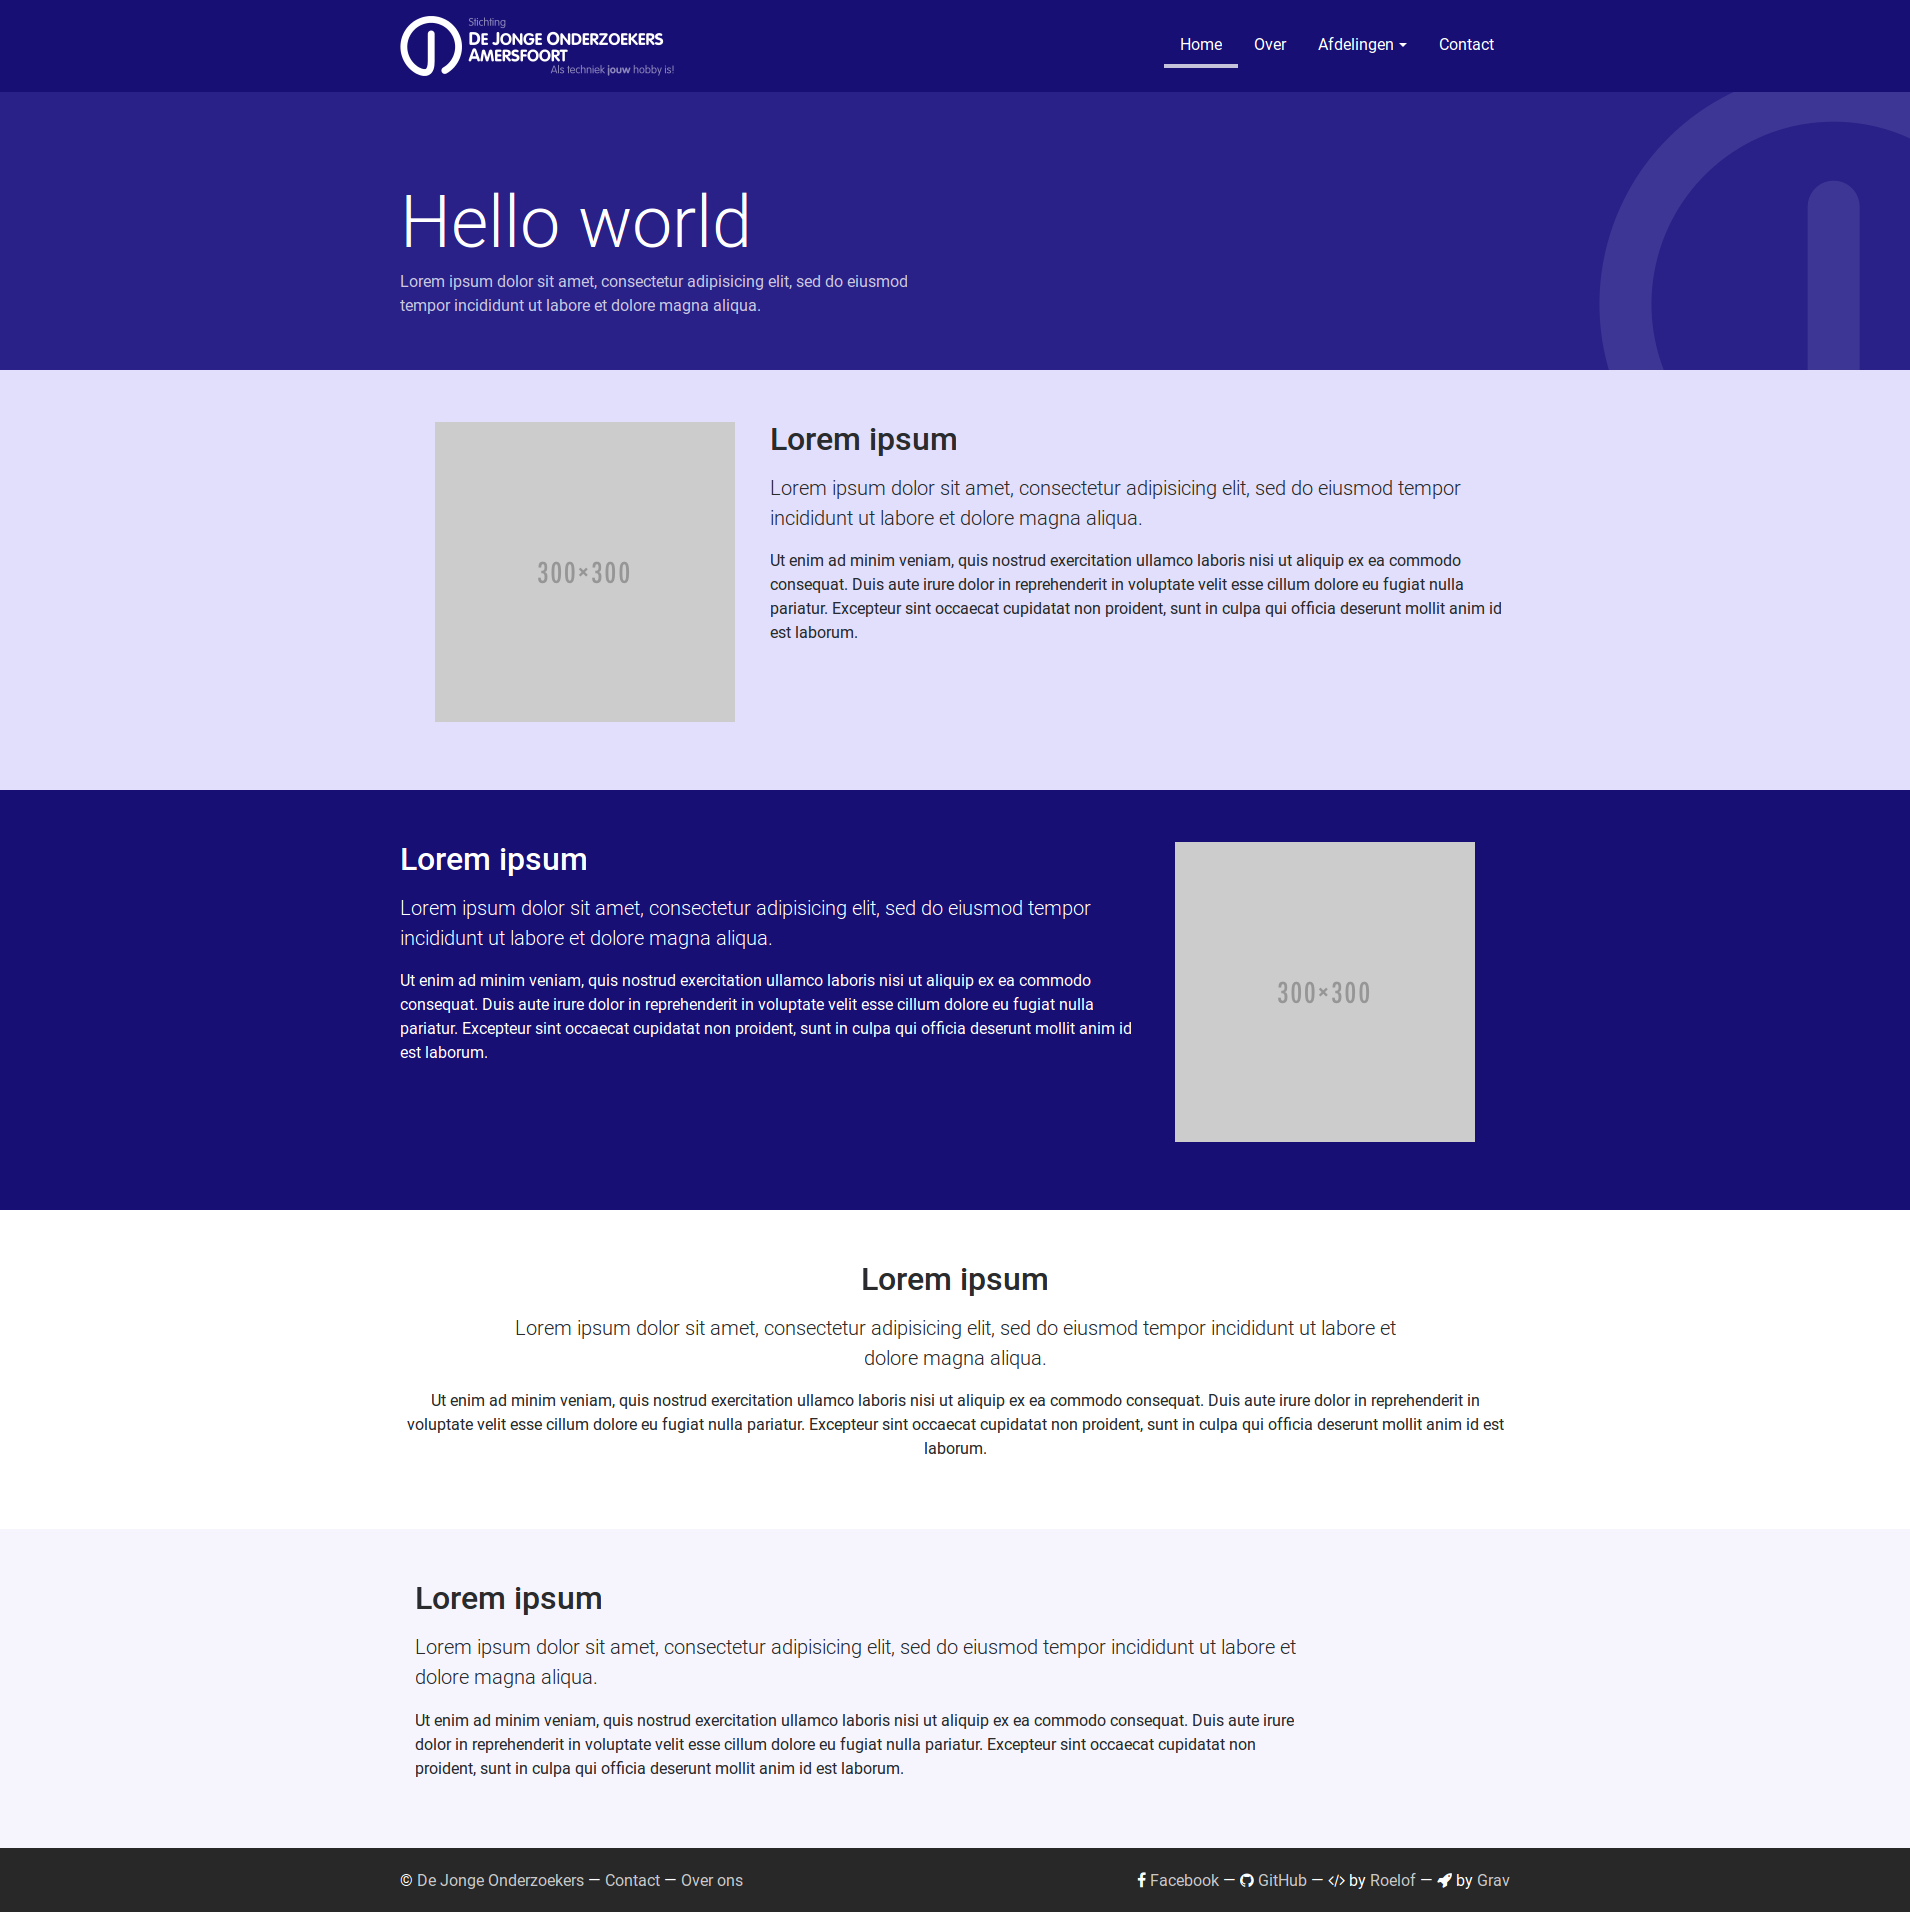 Stichting
DE JONGE ONDERZOEKERS
AMERSFOORT
Als techniek jouw hobby is!
Home Over Afdelingen Contact
Hello world
Lorem ipsum dolor sit amet, consectetur adipisicing elit, sed do eiusmod
tempor incididunt ut labore et dolore magna aliqua.
300×300
Lorem ipsum
Lorem ipsum dolor sit amet, consectetur adipisicing elit, sed do eiusmod tempor
incididunt ut labore et dolore magna aliqua.
Ut enim ad minim veniam, quis nostrud exercitation ullamco laboris nisi ut aliquip ex ea commodo
consequat. Duis aute irure dolor in reprehenderit in voluptate velit esse cillum dolore eu fugiat nulla
pariatur. Excepteur sint occaecat cupidatat non proident, sunt in culpa qui officia deserunt mollit anim id
est laborum.
Lorem ipsum
Lorem ipsum dolor sit amet, consectetur adipisicing elit, sed do eiusmod tempor
incididunt ut labore et dolore magna aliqua.
Ut enim ad minim veniam, quis nostrud exercitation ullamco laboris nisi ut aliquip ex ea commodo
consequat. Duis aute irure dolor in reprehenderit in voluptate velit esse cillum dolore eu fugiat nulla
pariatur. Excepteur sint occaecat cupidatat non proident, sunt in culpa qui officia deserunt mollit anim id
est laborum.
300×300
Lorem ipsum
Lorem ipsum dolor sit amet, consectetur adipisicing elit, sed do eiusmod tempor incididunt ut labore et
dolore magna aliqua.
Ut enim ad minim veniam, quis nostrud exercitation ullamco laboris nisi ut aliquip ex ea commodo consequat. Duis aute irure dolor in reprehenderit in
voluptate velit esse cillum dolore eu fugiat nulla pariatur. Excepteur sint occaecat cupidatat non proident, sunt in culpa qui officia deserunt mollit anim id est
laborum.
Lorem ipsum
Lorem ipsum dolor sit amet, consectetur adipisicing elit, sed do eiusmod tempor incididunt ut labore et
dolore magna aliqua.
Ut enim ad minim veniam, quis nostrud exercitation ullamco laboris nisi ut aliquip ex ea commodo consequat. Duis aute irure
dolor in reprehenderit in voluptate velit esse cillum dolore eu fugiat nulla pariatur. Excepteur sint occaecat cupidatat non
proident, sunt in culpa qui officia deserunt mollit anim id est laborum.
© De Jonge Onderzoekers — Contact — Over ons
Facebook — GitHub — </> by Roelof — by Grav